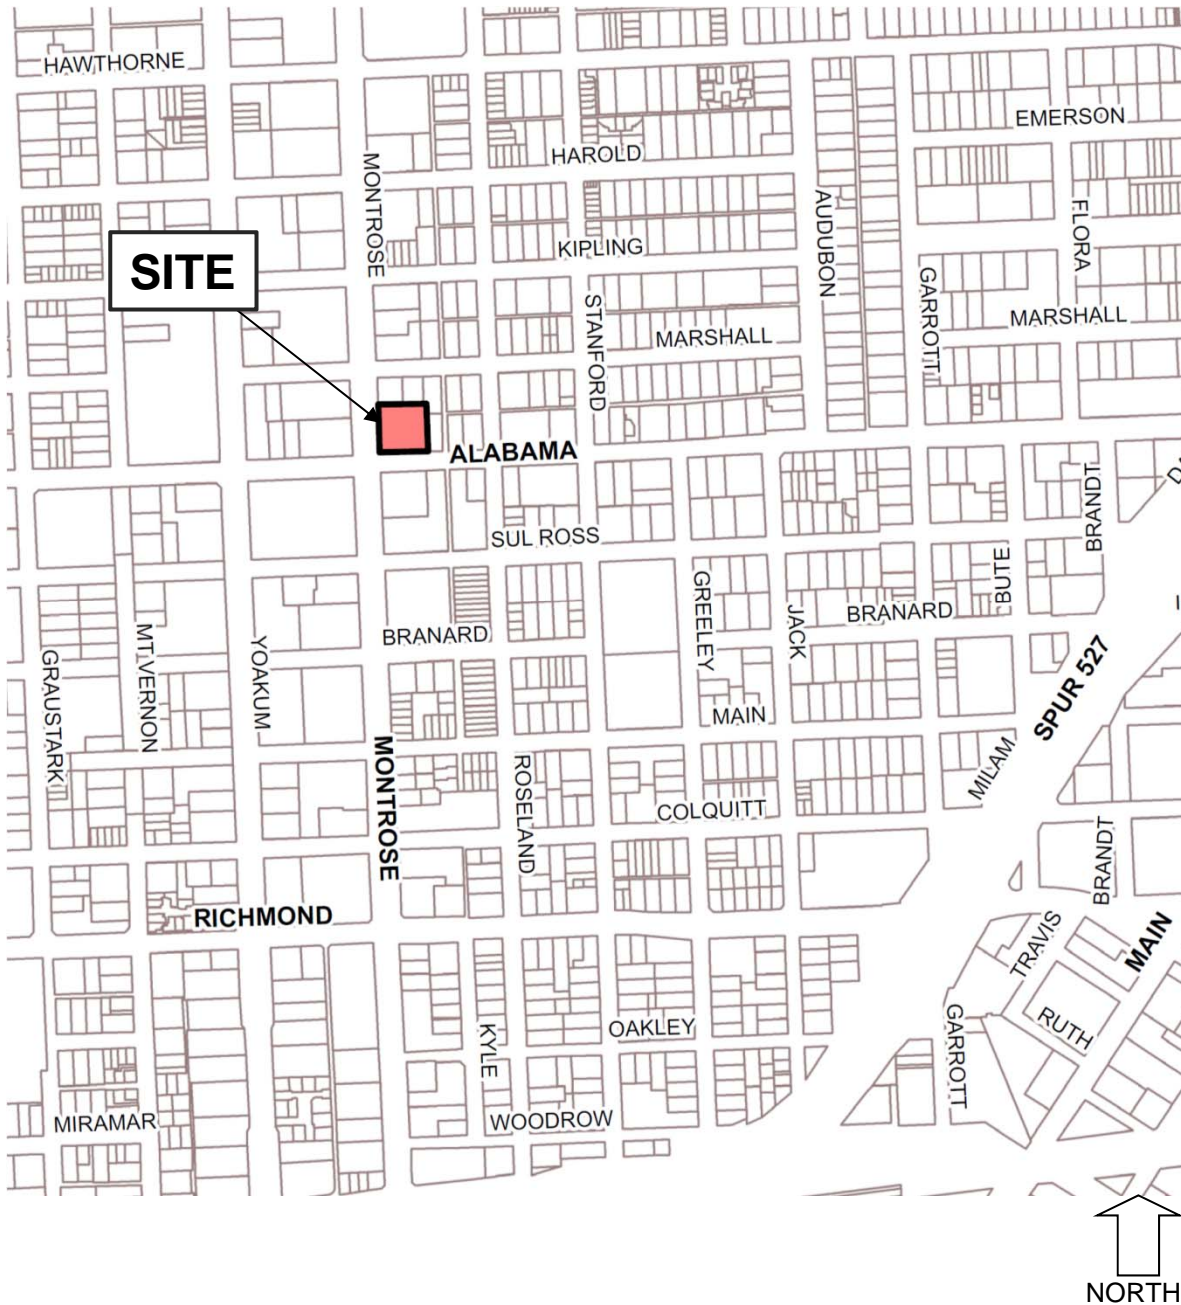 HAWTHORNE
EMERSON
HAROLD
MONTROSE
AUDUBON
FLORA
KIPLING
SITE
GARROTT
STANFORD
MARSHALL
MARSHALL
ALABAMA
BRANDT
SUL ROSS
BUTE
GREELEY
JACK
BRANARD
BRANARD
MT VERNON
YOAKUM
GRAUSTARK
SPUR 527
MAIN
MONTROSE
MILAM
ROSELAND
COLQUITT
BRANDT
RICHMOND
TRAVIS
MAIN
KYLE
OAKLEY
GARROTT
RUTH
MIRAMAR
WOODROW
NORTH